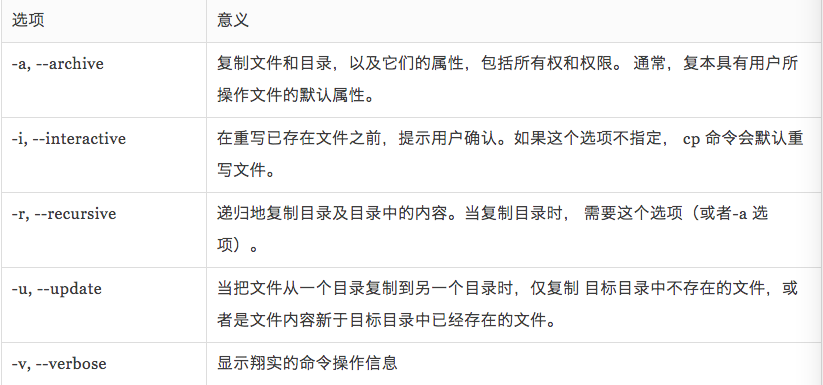 选项 意义
-a, --archive 复制文件和目录，以及它们的属性，包括所有权和权限。 通常，复本具有用户所
操作文件的默认属性。
-i, --interactive 在重写已存在文件之前，提示用户确认。如果这个选项不指定， cp 命令会默认重
写文件。
-r, --recursive 递归地复制目录及目录中的内容。当复制目录时， 需要这个选项（或者-a 选
项）。
-u, --update 当把文件从一个目录复制到另一个目录时，仅复制 目标目录中不存在的文件，或
者是文件内容新于目标目录中已经存在的文件。
-v, --verbose 显示翔实的命令操作信息